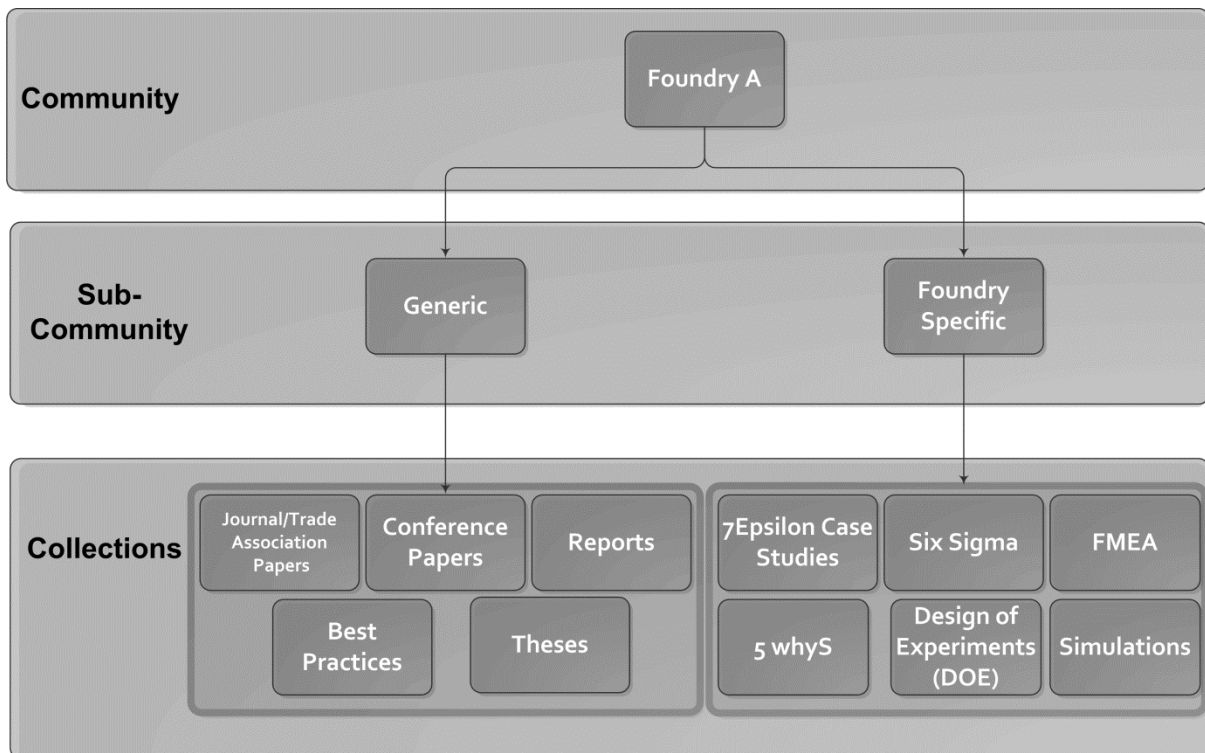 Community
Foundry A
Sub-
Community
Generic
Foundry
Specific
Collections
Journal/Trade
Association
Papers
Conference
Papers
Reports
Best
Practices
Theses
7Epsilon Case
Studies
Six Sigma
FMEA
5 whyS
Design of
Experiments
(DOE)
Simulations